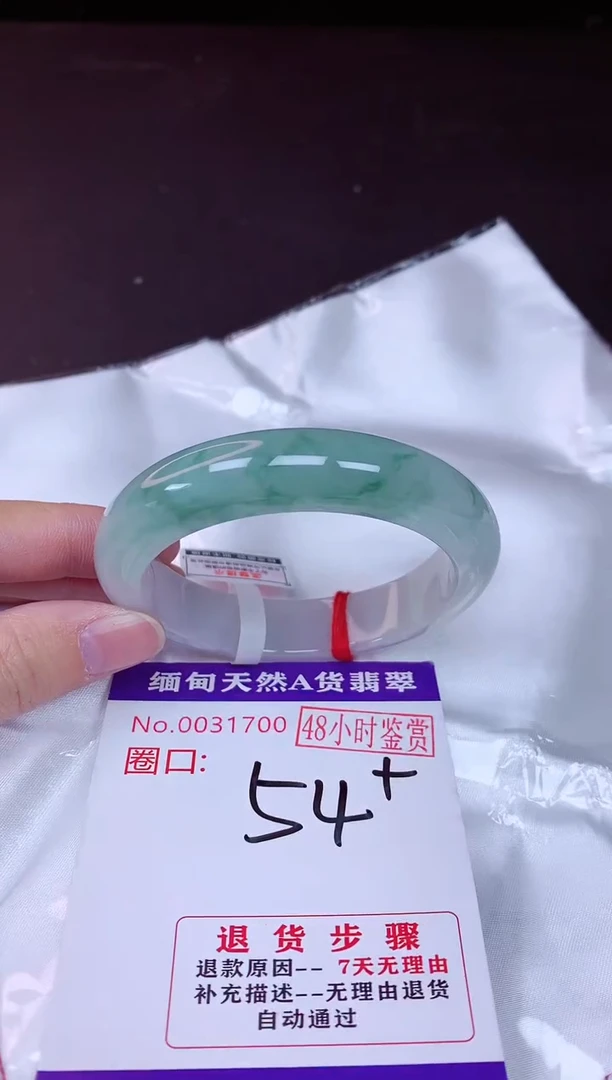 缅甸天然A货翡翠
No.0031700
48小时鉴赏
圈口:
54+
退货步骤
退款原因--7天无理由
补充描述--无理由退货
自动通过